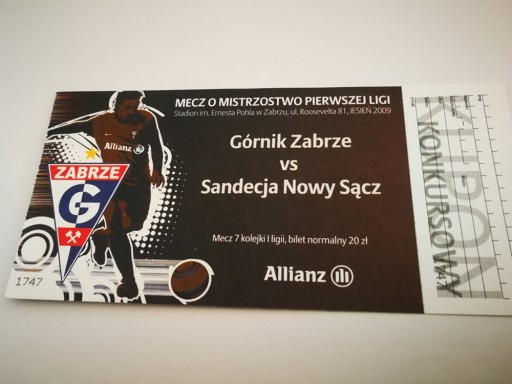 MECZ O MISTRZOSTWO PIERWSZEJ LIGI
Stadion im. Ernesta Pohla w Zabrzu, ul. Roosevelta 81, JESIEŃ 2009
Górnik Zabrze
vs
Sandecja Nowy Sącz
Mecz 7 kolejki I ligii, bilet normalny 20 zł
Allianz
Allianz
ZABRZE
G
1747
KUPON
KONKURSOWY